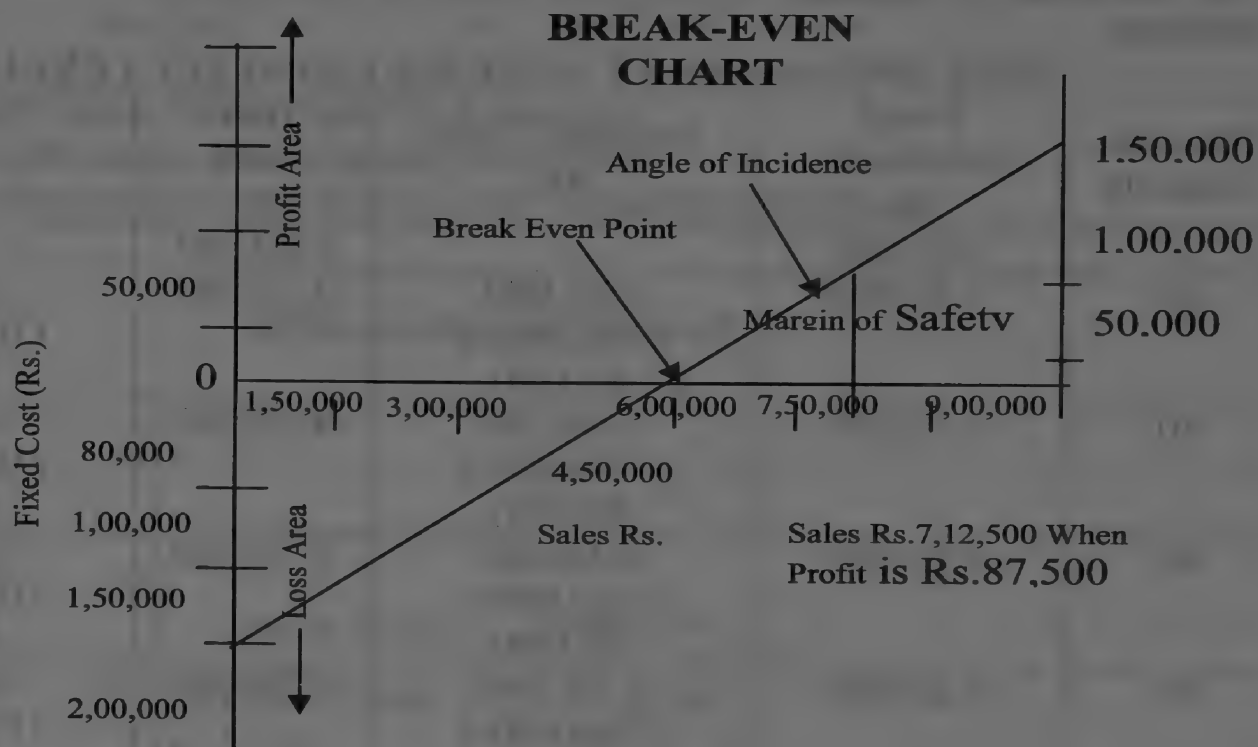 BREAK-EVEN
CHART
Profit Area
Angle of Incidence
Break Even Point
1.50.000
1.00.000
50,000
Margin of Safety
50.000
Fixed Cost (Rs.)
0
1,50,000
3,00,000
6,00,000
7,50,000
9,00,000
80,000
4,50,000
1,00,000
Loss Area
Sales Rs.
Sales Rs.7,12,500 When
Profit is Rs.87,500
1,50,000
2,00,000